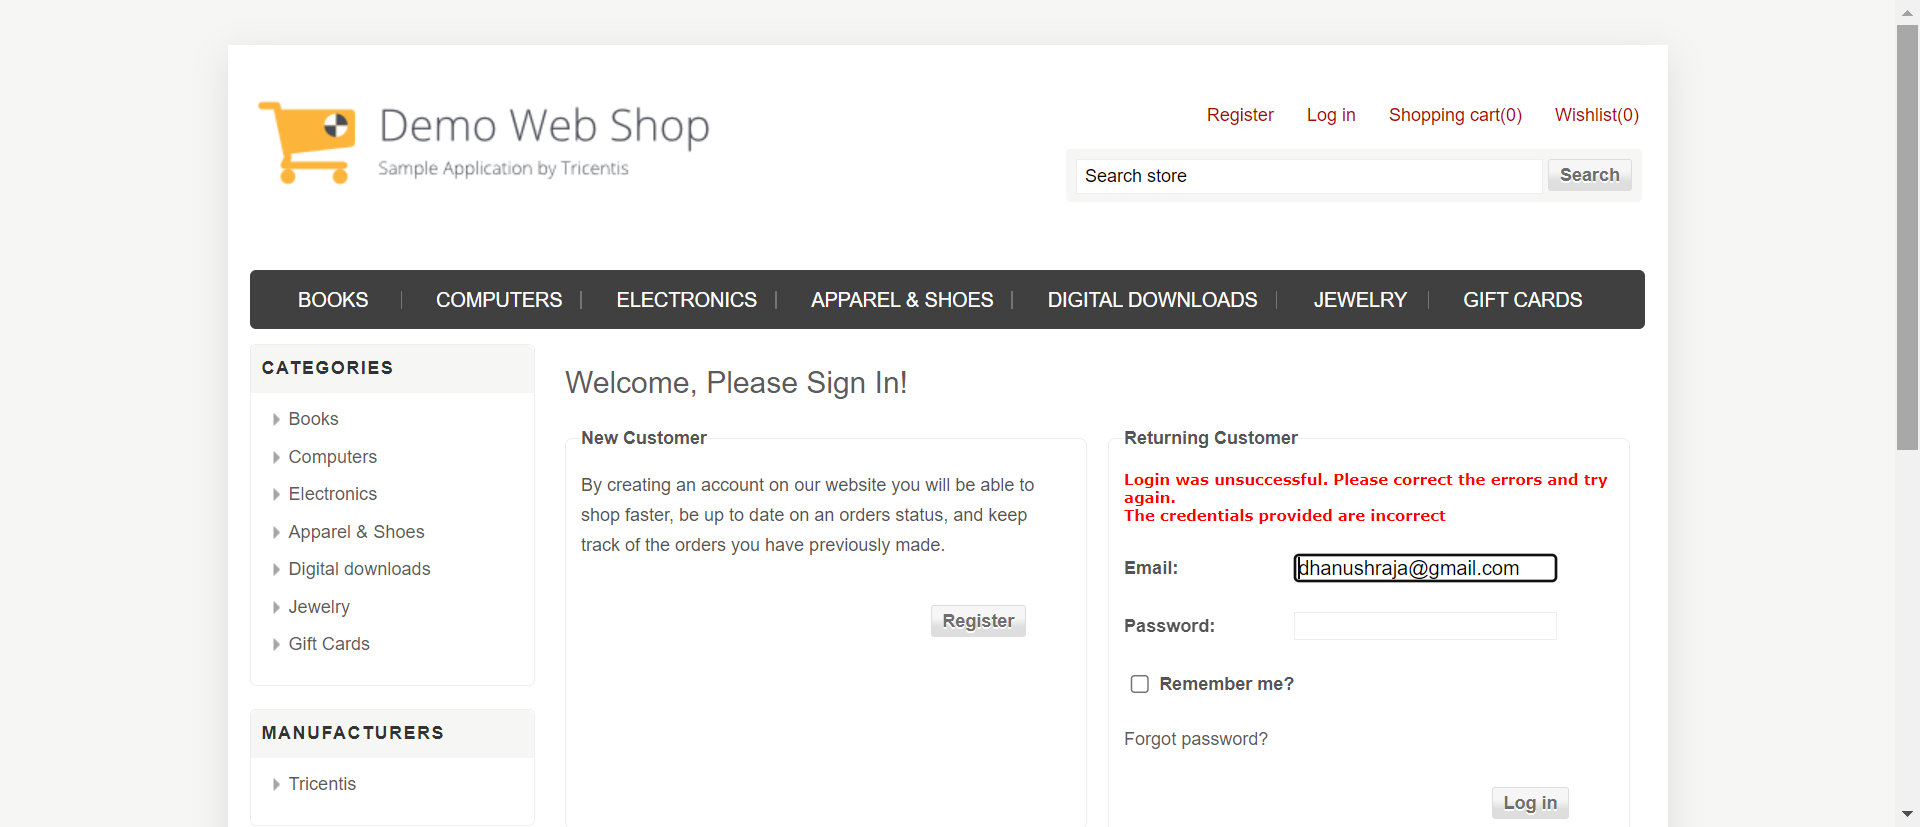 Demo Web Shop
Sample Application by Tricentis
Register Log in Shopping cart(0) Wishlist(0)
Search store Search
BOOKS COMPUTERS ELECTRONICS APPAREL & SHOES DIGITAL DOWNLOADS JEWELRY GIFT CARDS
CATEGORIES
Books
Computers
Electronics
Apparel & Shoes
Digital downloads
Jewelry
Gift Cards
MANUFACTURERS
Tricentis
Welcome, Please Sign In!
New Customer
By creating an account on our website you will be able to
shop faster, be up to date on an orders status, and keep
track of the orders you have previously made.
Register
Returning Customer
Login was unsuccessful. Please correct the errors and try
again.
The credentials provided are incorrect
Email: dhanushraja@gmail.com
Password:
Remember me?
Forgot password?
Log in